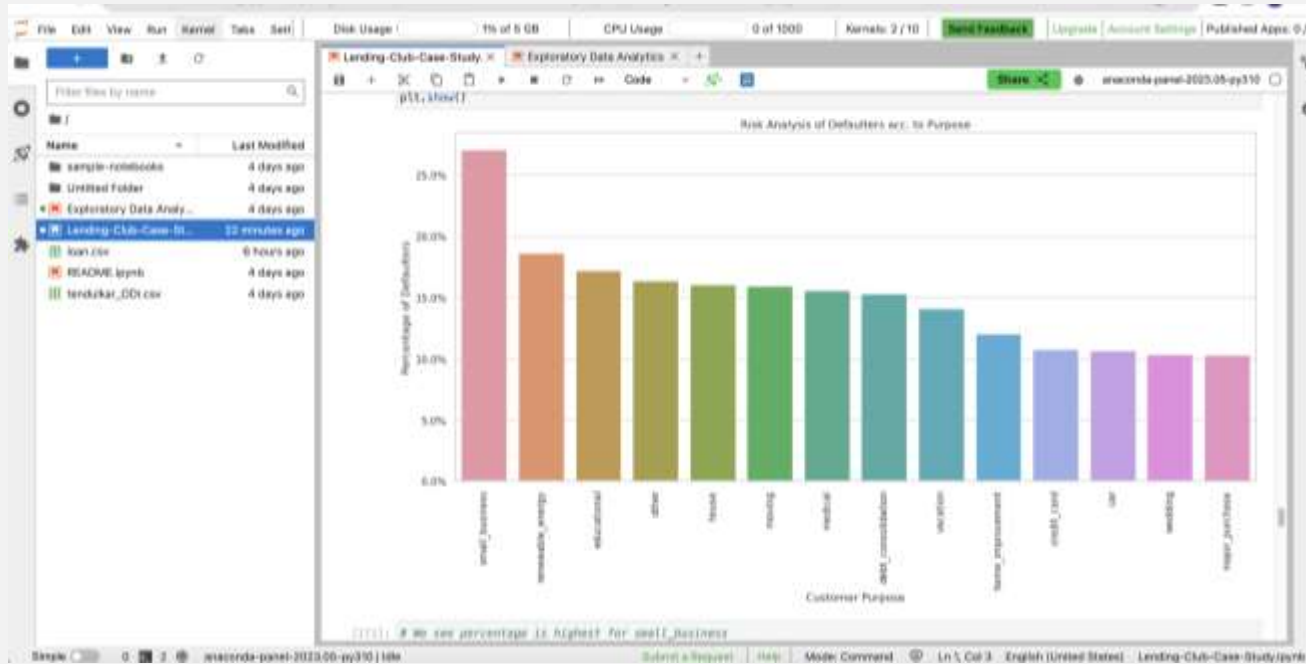 File Edit View Run Kernel Tabs Sett
Disk Usage 1% of 5 GB CPU Usage 0 of 1000 Kernels: 2 / 10 Send Feedback Upgrade Account Settings Published Apps: 0 /
Filter files by name
/
Name Last Modified
sample-notebooks 4 days ago
Untitled Folder 4 days ago
Exploratory Data Analy... 4 days ago
Lending-Club-Case-St... 22 minutes ago
loan.csv 6 hours ago
README.ipynb 4 days ago
tendulkar_ODI.csv 4 days ago
Lending-Club-Case-Study. × Exploratory Data Analytics × +
Code
Share anaconda-panel-2023.05-py310
plt.show()
Risk Analysis of Defaulters acc. to Purpose
Percentage of Defaulters
25.0%
20.0%
15.0%
10.0%
5.0%
0.0%
small_business
renewable_energy
educational
other
house
moving
medical
debt_consolidation
vacation
home_improvement
credit_card
car
wedding
major_purchase
Customer Purpose
# We see percentage is highest for small_business
Simple 0 2 anaconda-panel-2023.05-py310 | Idle
Submit a Request Help Mode: Command Ln 1, Col 3 English (United States) Lending-Club-Case-Study.ipynb